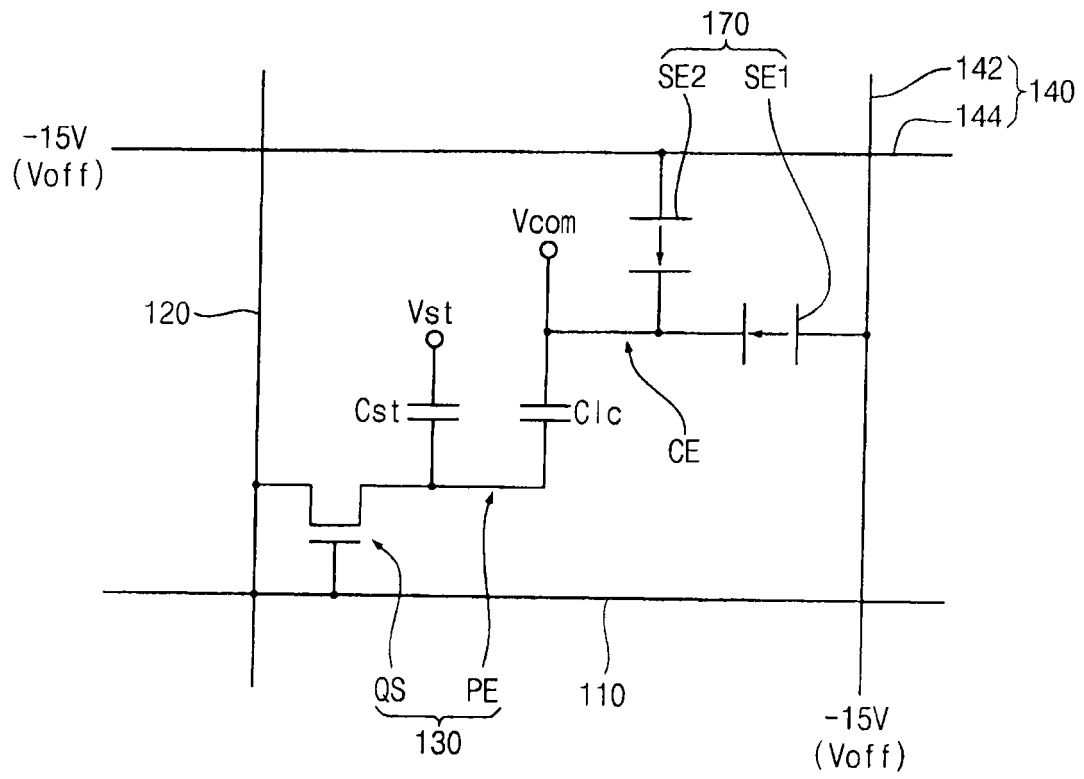 170
SE2 SE1
142
140
144
-15V
(Voff)
Vcom
120
Vst
Cst
Clc
CE
QS PE
110
130
-15V
(Voff)